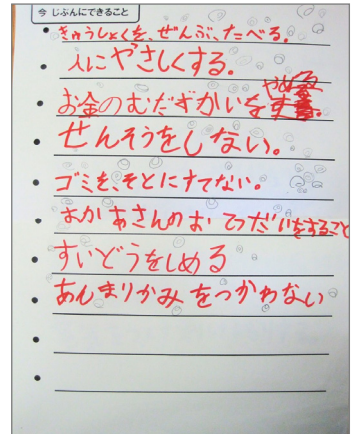 今 じぶんにできること
きゅうしょくを、ぜんぶ、たべる。
人にやさしくする。
お金のむだずかいをやめる。
せんそうをしない。
ゴミを、そとにすてない。
おかあさんのおてつだいをすること
すいどうをしめる
あんまりかみをつかわない